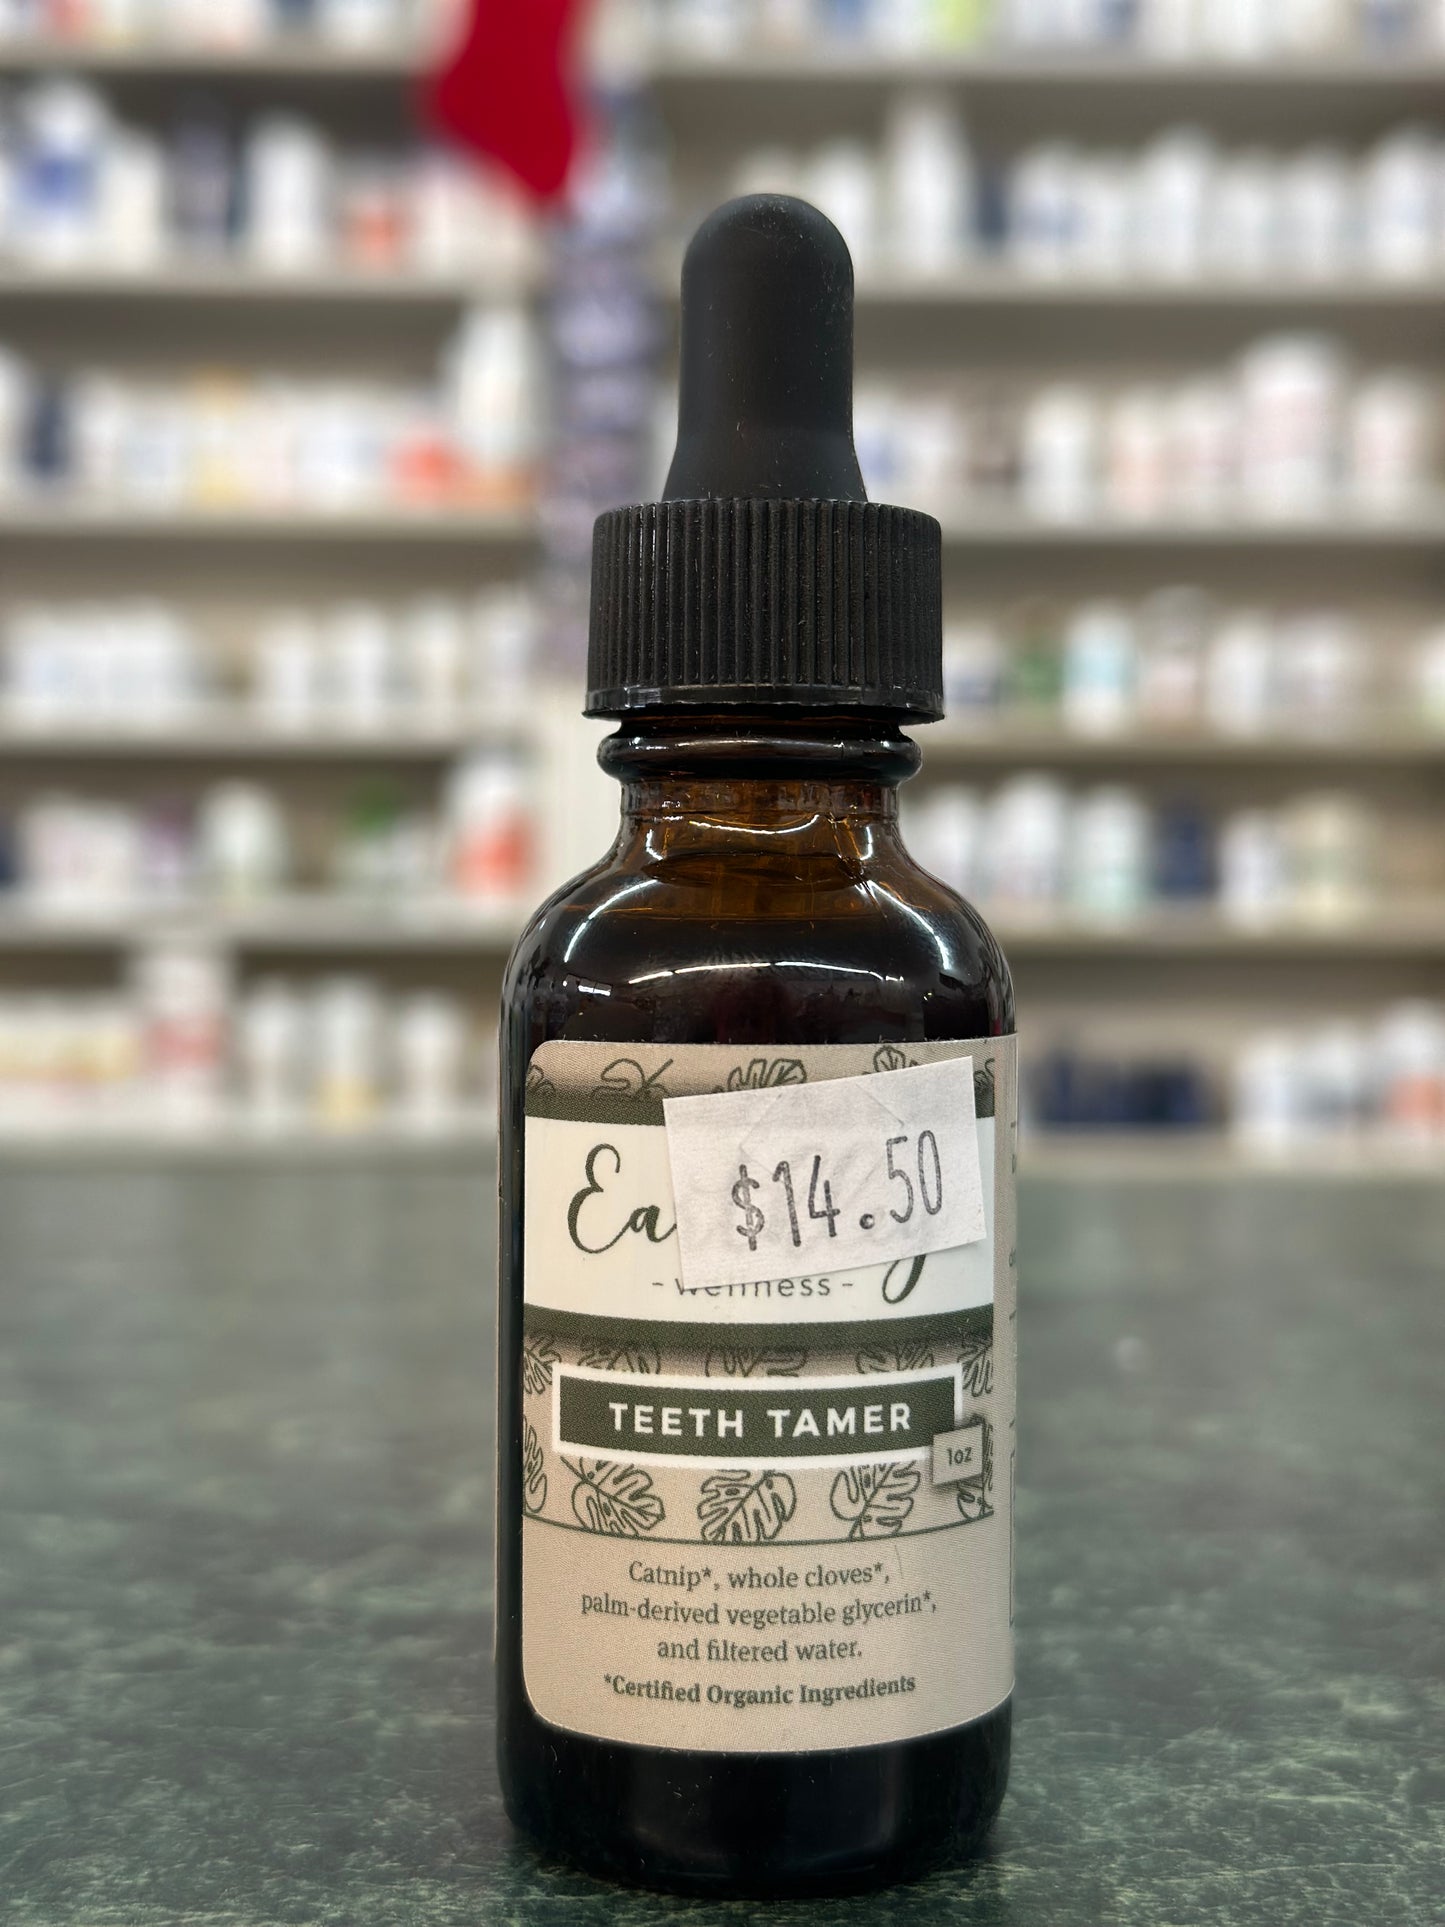 $14.50
Ea
- wellness -
TEETH TAMER
1oz
Catnip*, whole cloves*,
palm-derived vegetable glycerin*,
and filtered water.
*Certified Organic Ingredients